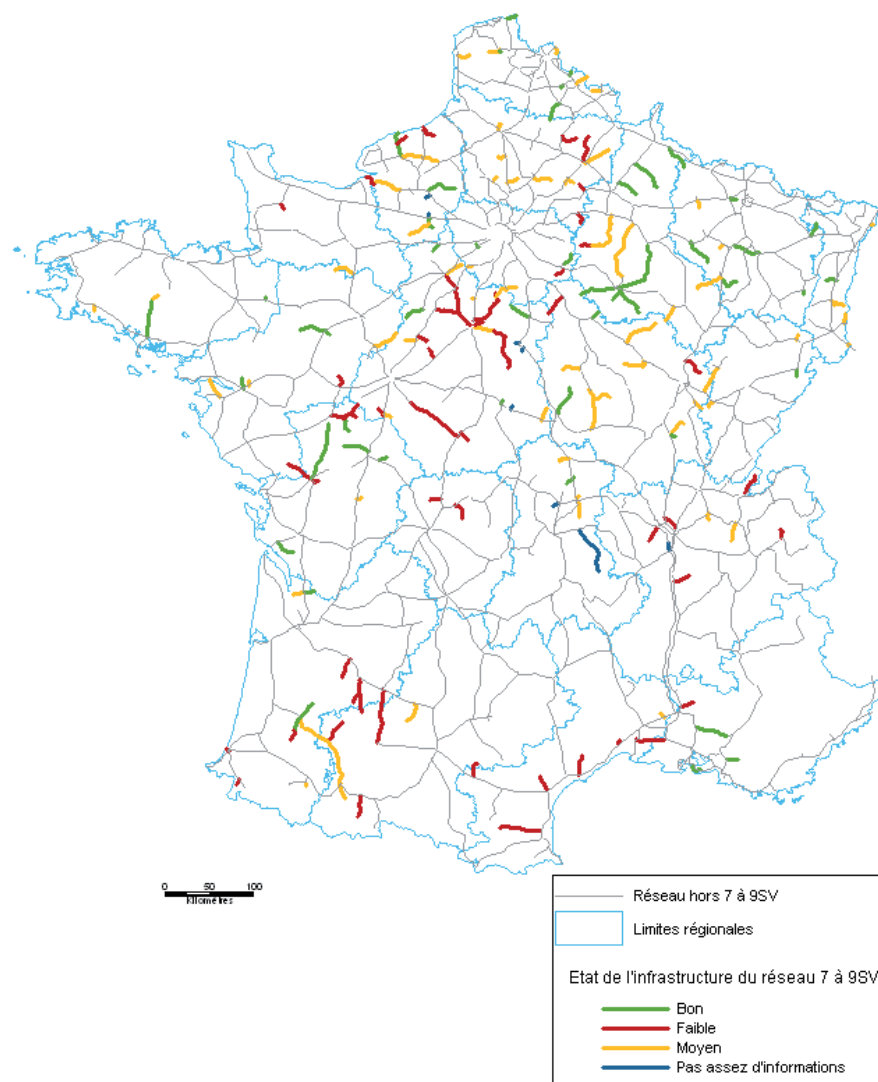 0 50 100
Kilomètres
Réseau hors 7 à 9SV
Limites régionales
Etat de l'infrastructure du réseau 7 à 9SV
Bon
Faible
Moyen
Pas assez d'informations